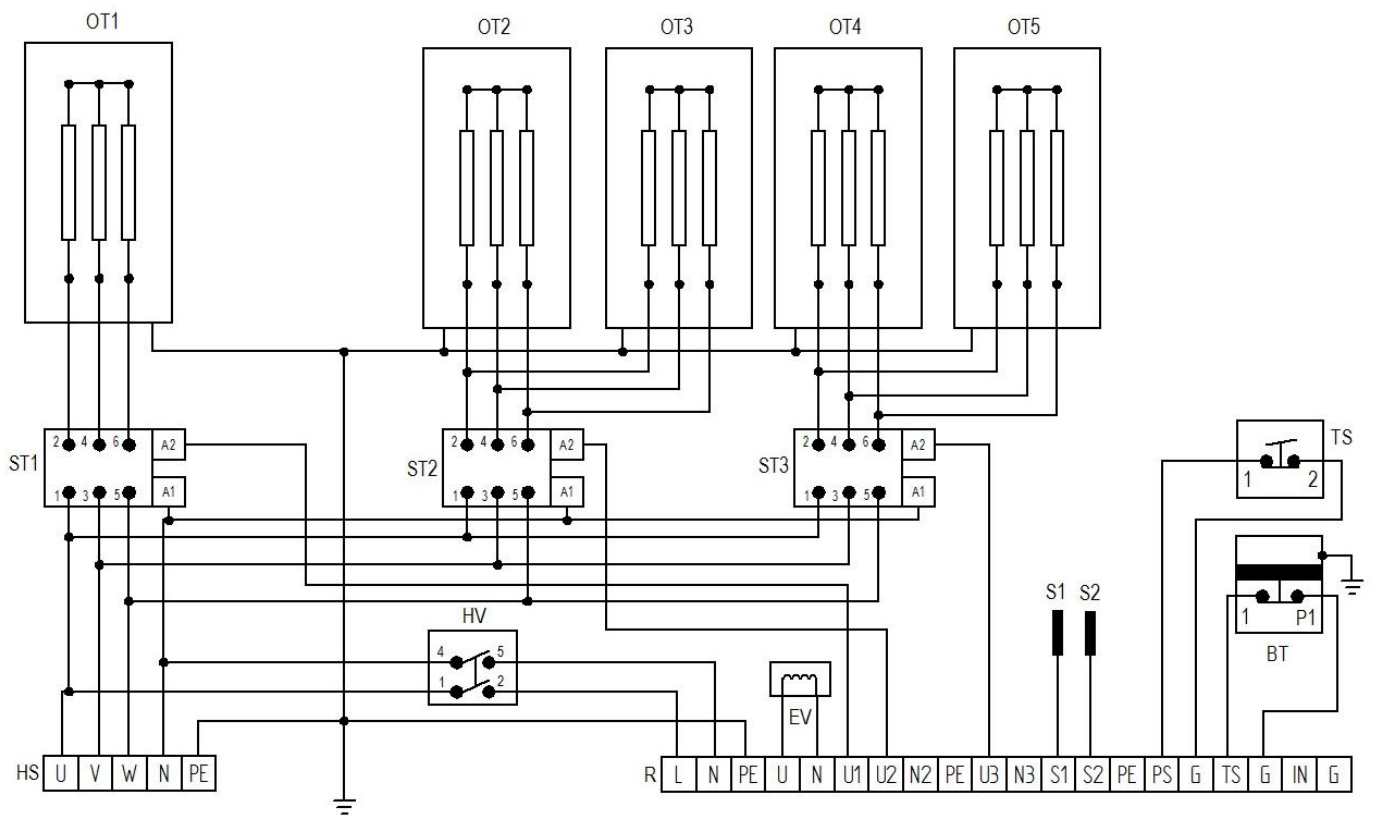 OT1 OT2 OT3 OT4 OT5
2 4 6 A2 2 4 6 A2 2 4 6 A2 TS
ST1 ST2 ST3 1 2
1 3 5 A1 1 3 5 A1 1 3 5 A1
S1 S2
HV 1 P1
4 5 BT
1 2
EV
HS U V W N PE R L N PE U N U1 U2 N2 PE U3 N3 S1 S2 PE PS G TS G IN G